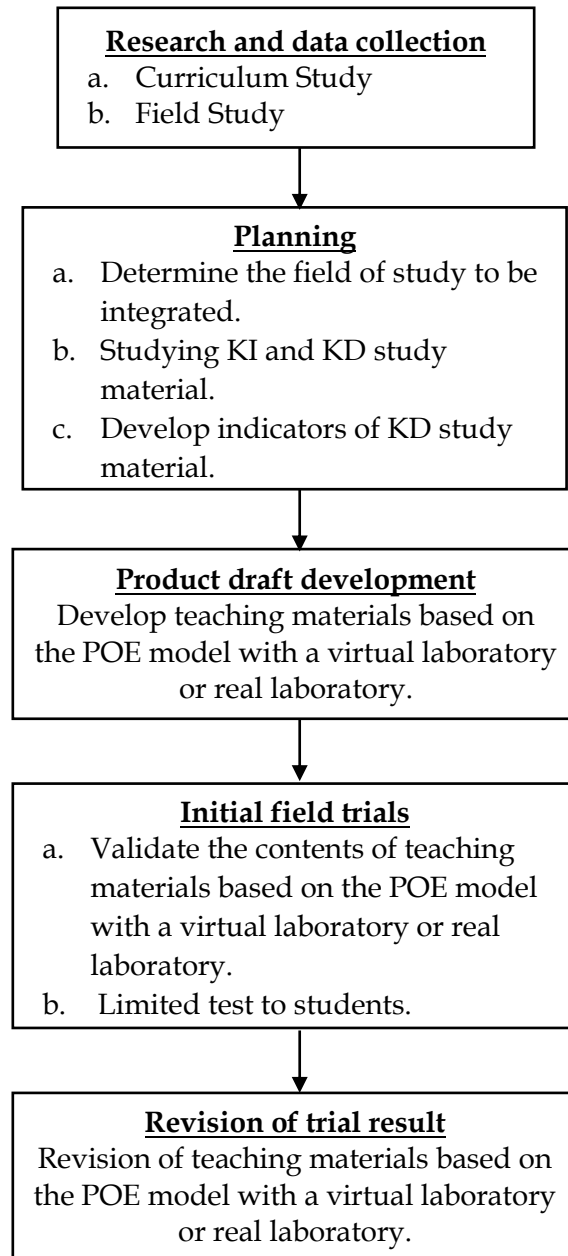 Research and data collection
a. Curriculum Study
b. Field Study
Planning
a. Determine the field of study to be
integrated.
b. Studying KI and KD study
material.
c. Develop indicators of KD study
material.
Product draft development
Develop teaching materials based on
the POE model with a virtual laboratory
or real laboratory.
Initial field trials
a. Validate the contents of teaching
materials based on the POE model
with a virtual laboratory or real
laboratory.
b. Limited test to students.
Revision of trial result
Revision of teaching materials based on
the POE model with a virtual laboratory
or real laboratory.